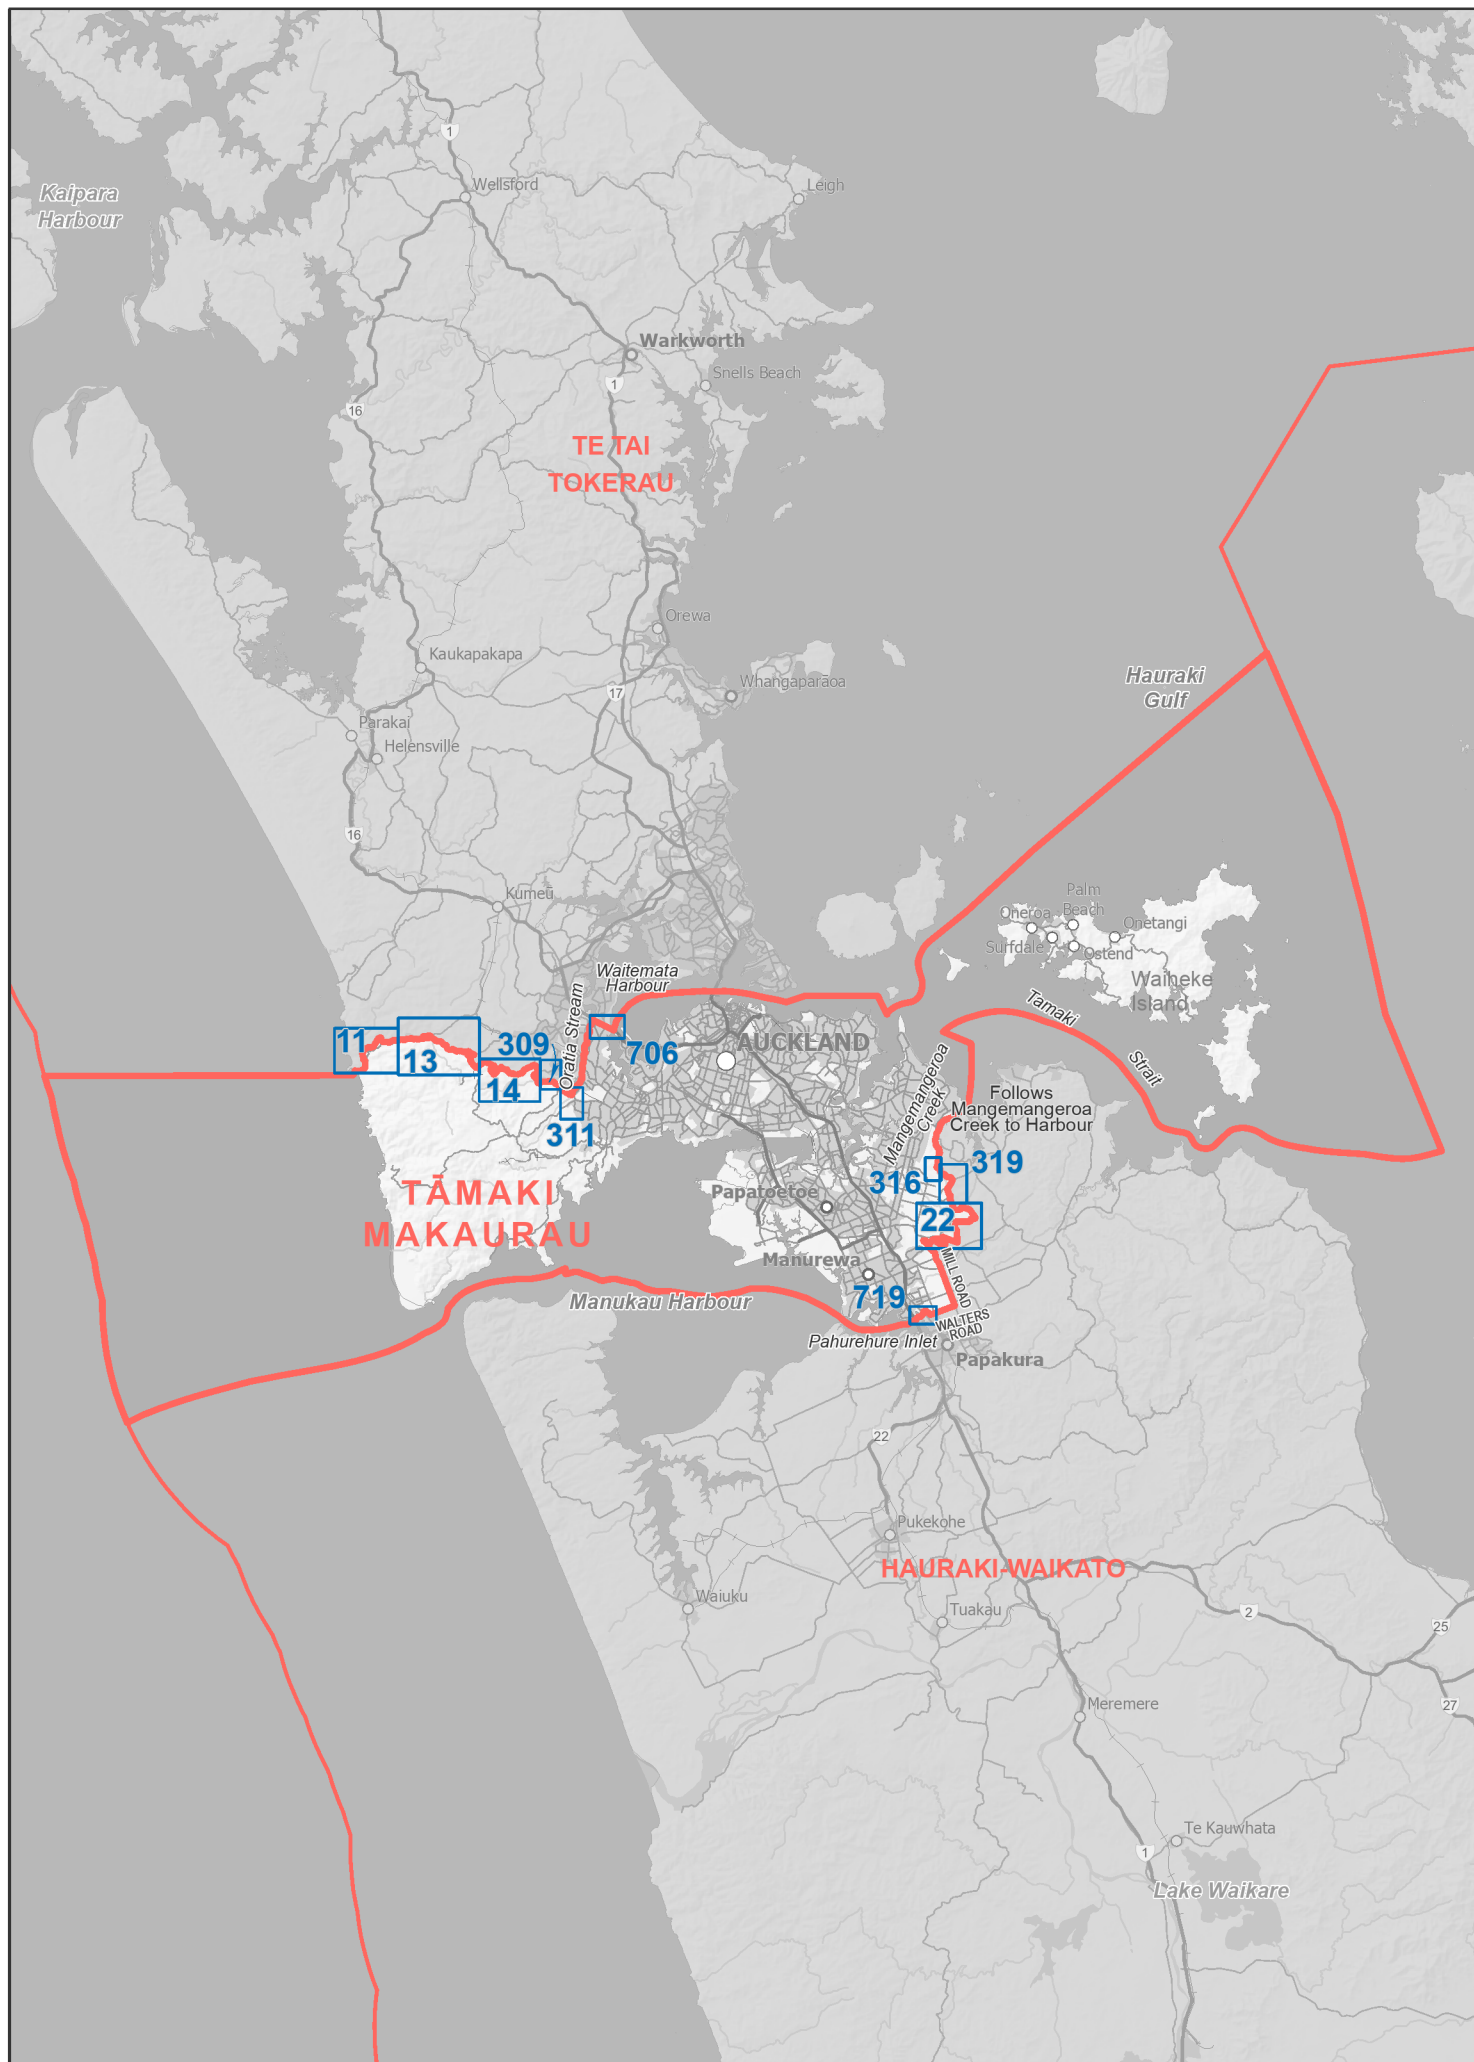 1
Wellsford
Leigh
Kaipara
Harbour
Warkworth
1
Snells Beach
16
TE TAI
TOKERAU
Orewa
Kaukapakapa
Hauraki
Gulf
Whangaparāoa
17
Parakai
Helensville
16
Kumeū
Palm
Beach
Oneroa
Onetangi
Surfdale
Ostend
Waiheke
Island
Waitemata
Harbour
Oratia Stream
Tamaki
Strait
11
13
309
14
7
706
AUCKLAND
311
Mangemangeroa
Creek
Follows
Mangemangeroa
Creek to Harbour
316
319
TĀMAKI
MAKAURAU
Papatoetoe
22
Manurewa
MILL ROAD
719
Manukau Harbour
WALTERS
ROAD
Pahurehure Inlet
Papakura
22
Pukekohe
HAURAKI-WAIKATO
Waiuku
Tuakau
2
25
Meremere
27
Te Kauwhata
1
Lake Waikare